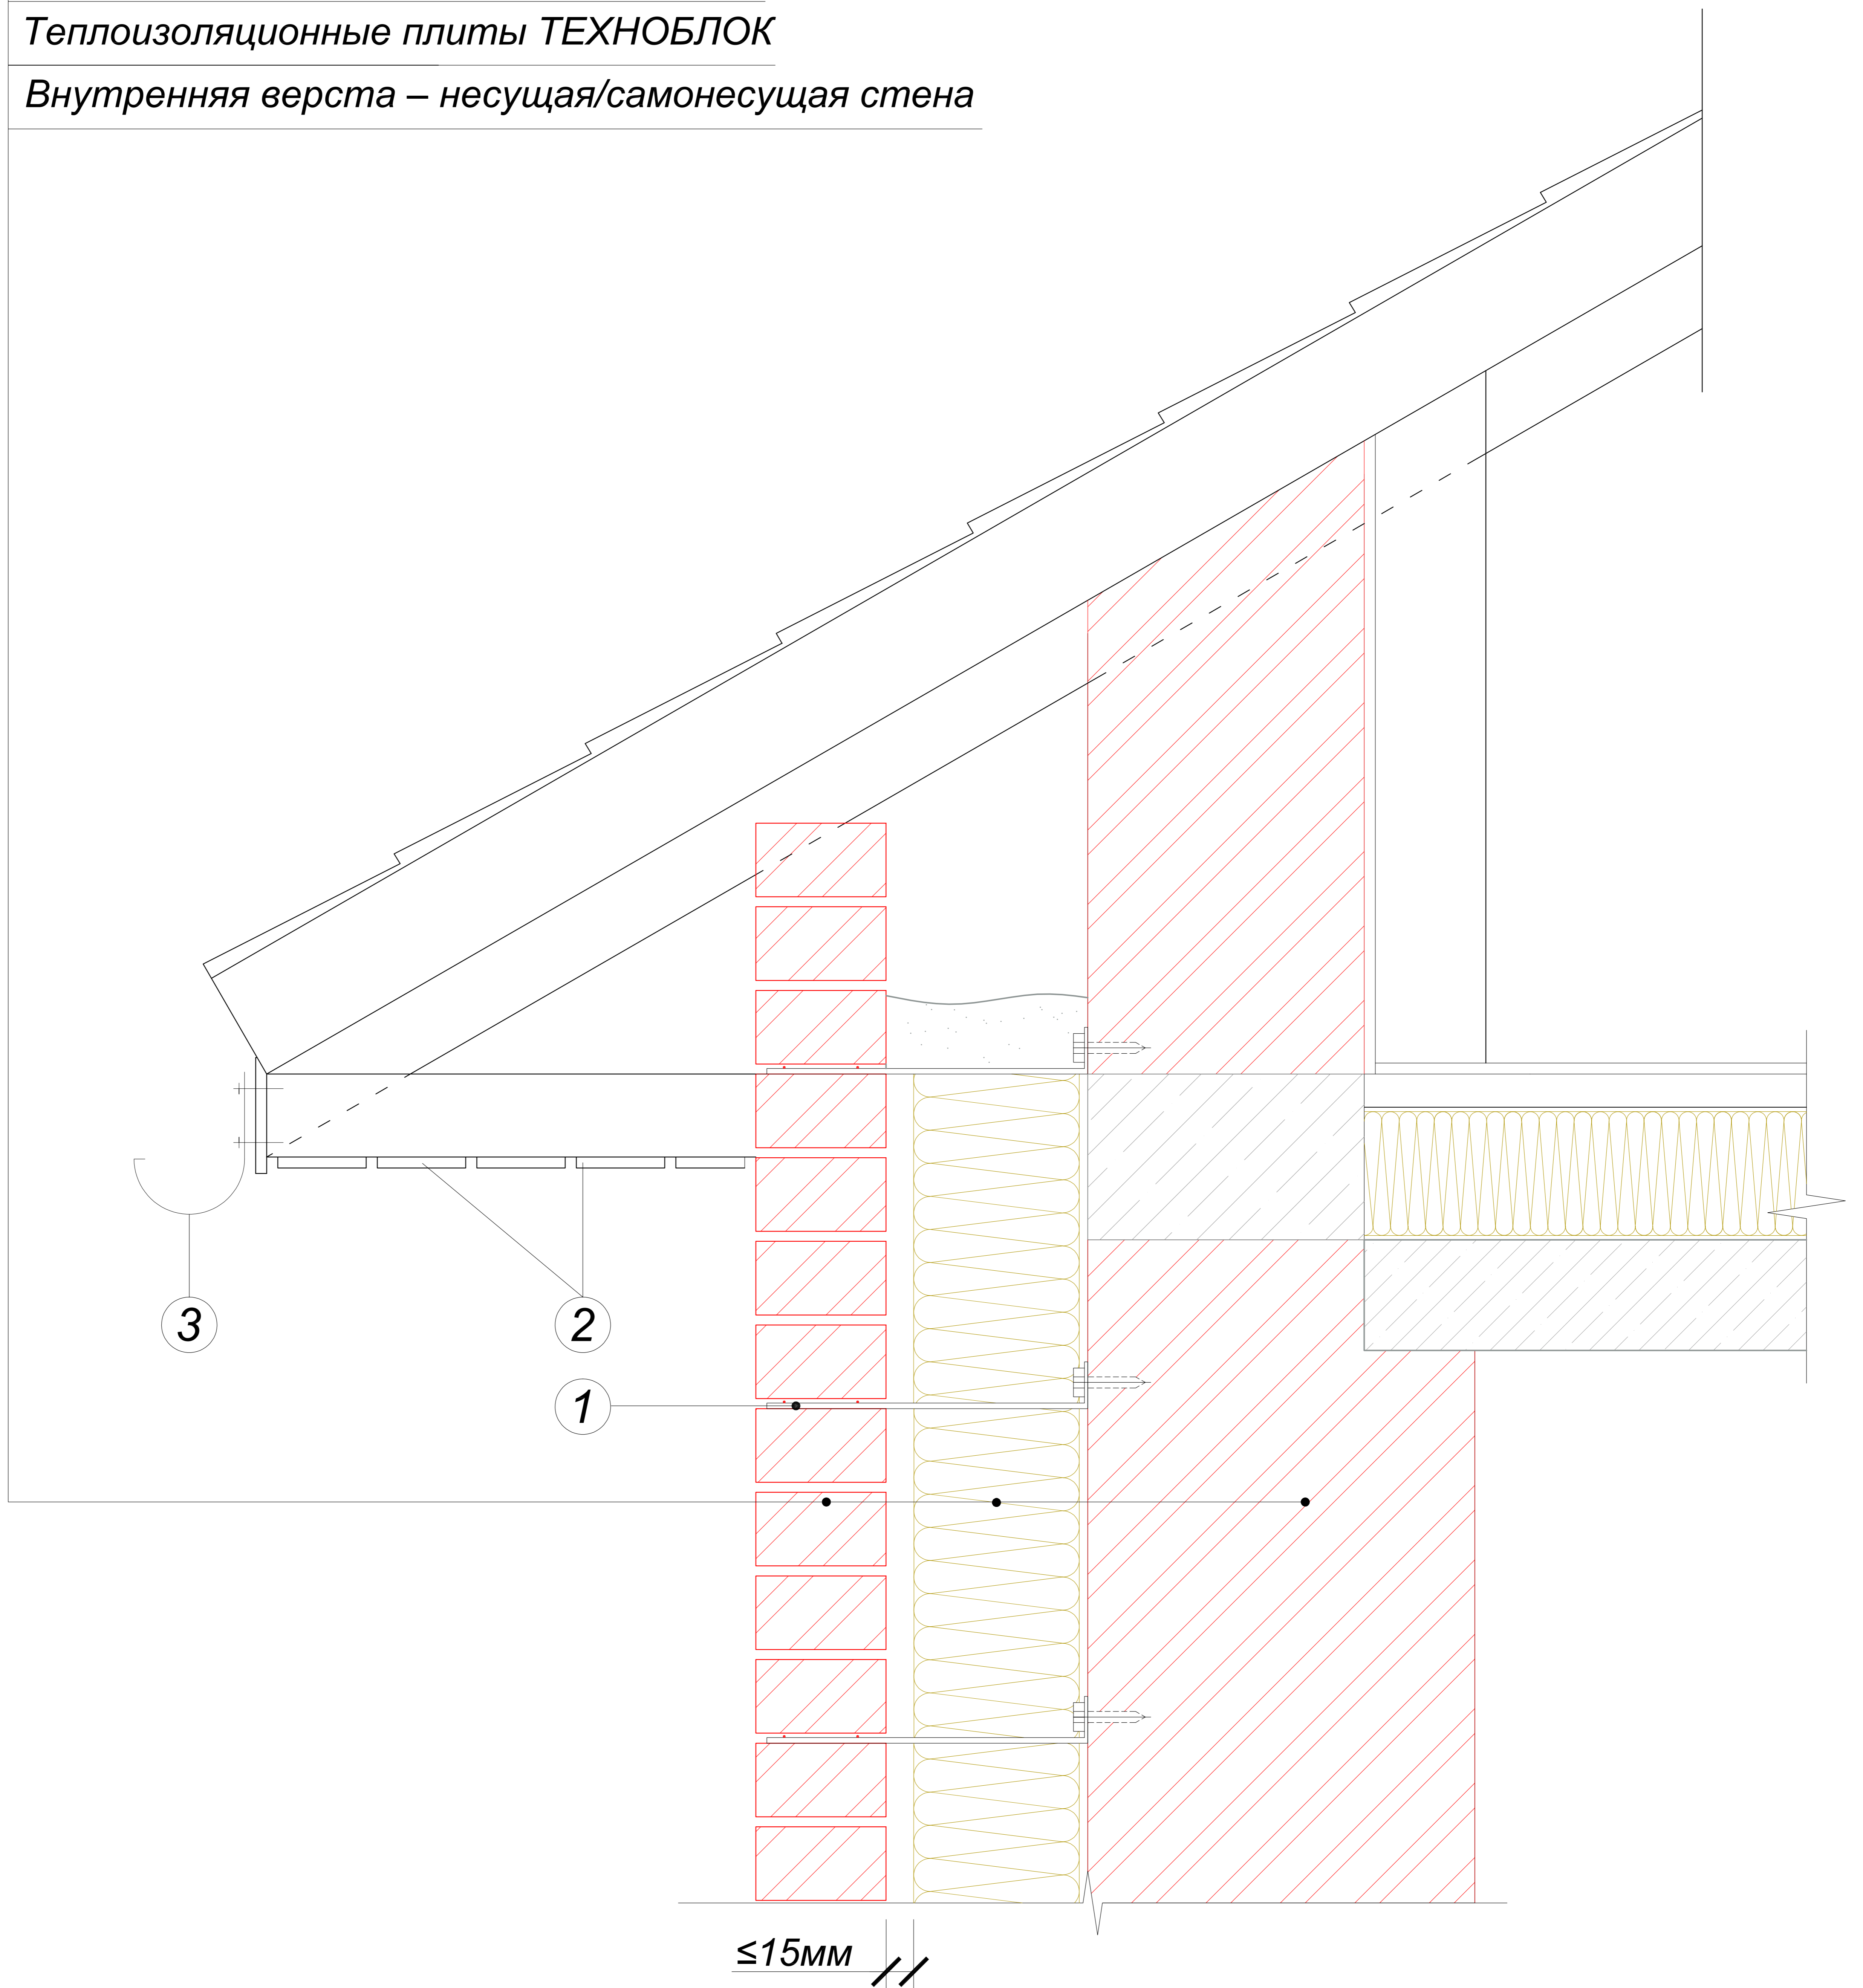 Теплоизоляционные плиты ТЕХНОБЛОК
Внутренняя верста – несущая/самонесущая стена
3
2
1
≤15мм